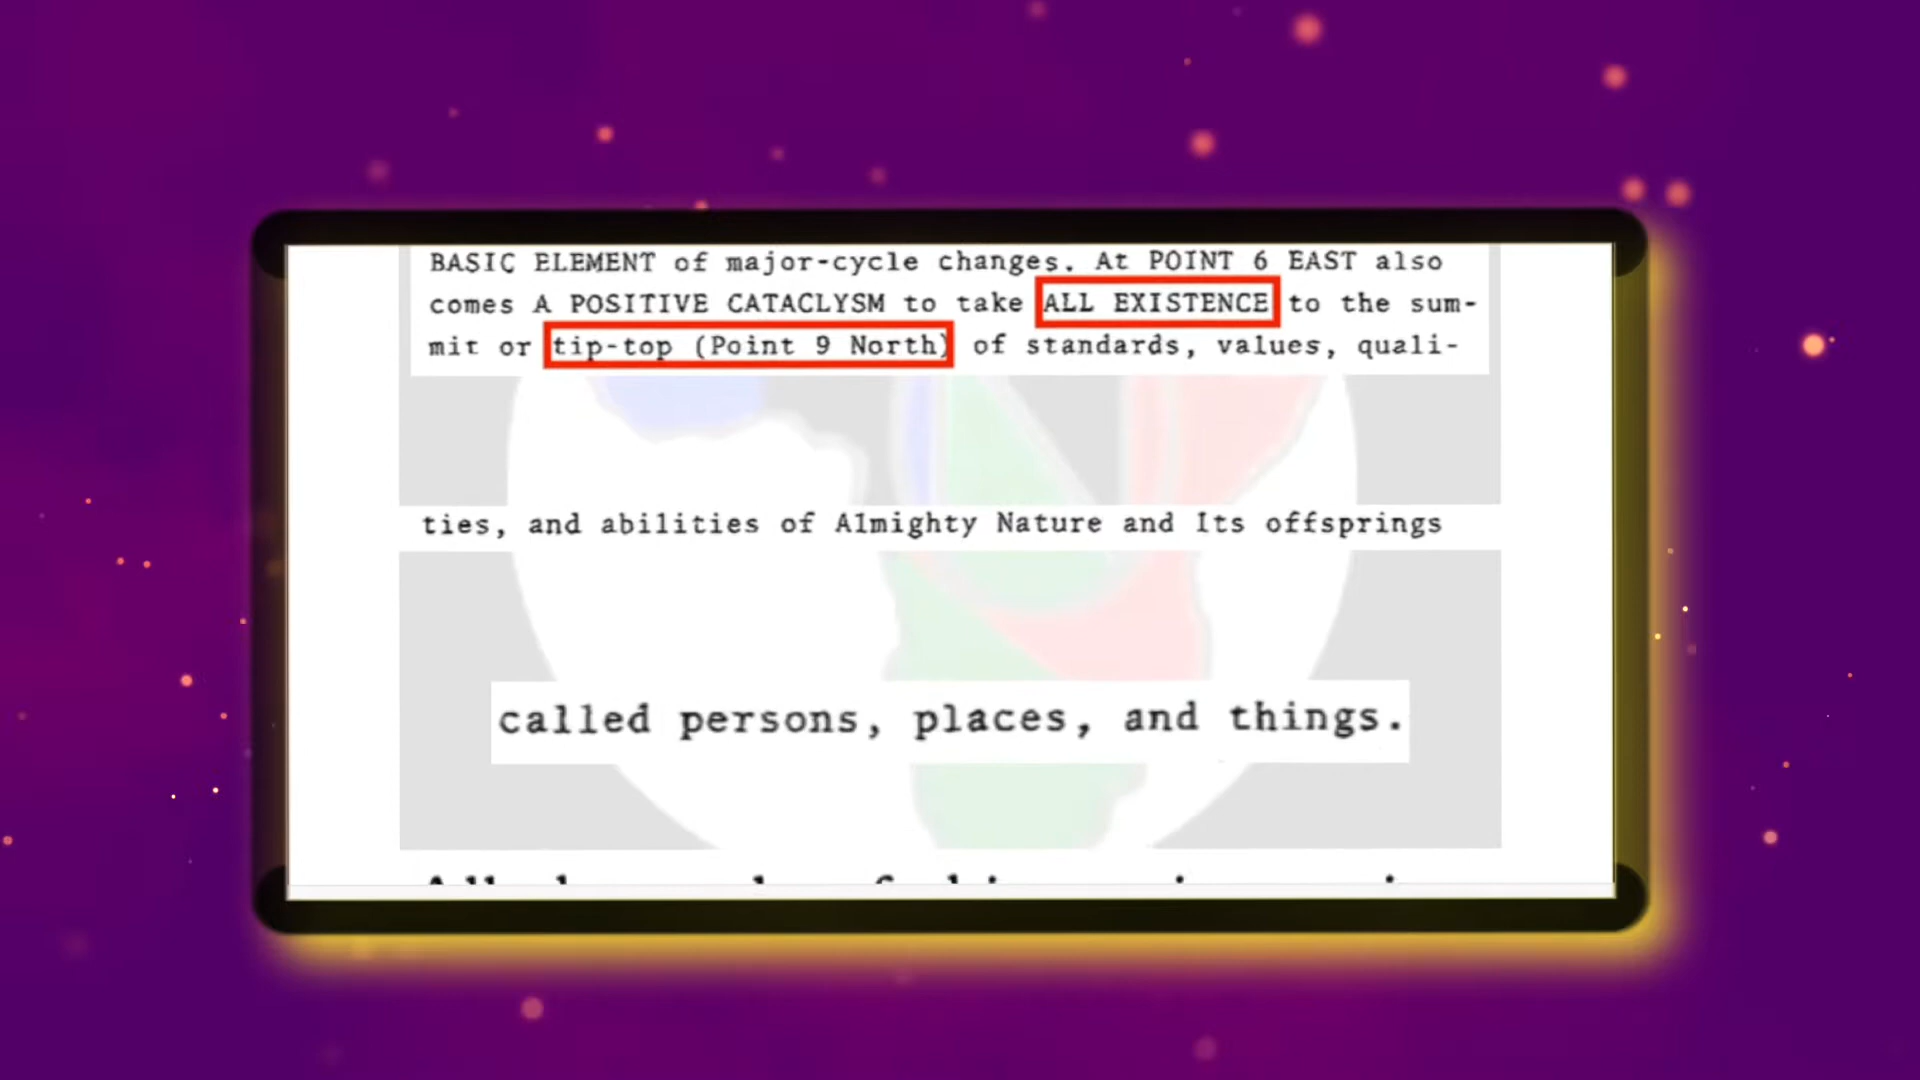 BASIC ELEMENT of major-cycle changes. At POINT 6 EAST also
comes A POSITIVE CATACLYSM to take ALL EXISTENCE to the sum-
mit or tip-top (Point 9 North) of standards, values, quali-
ties, and abilities of Almighty Nature and Its offsprings
called persons, places, and things.